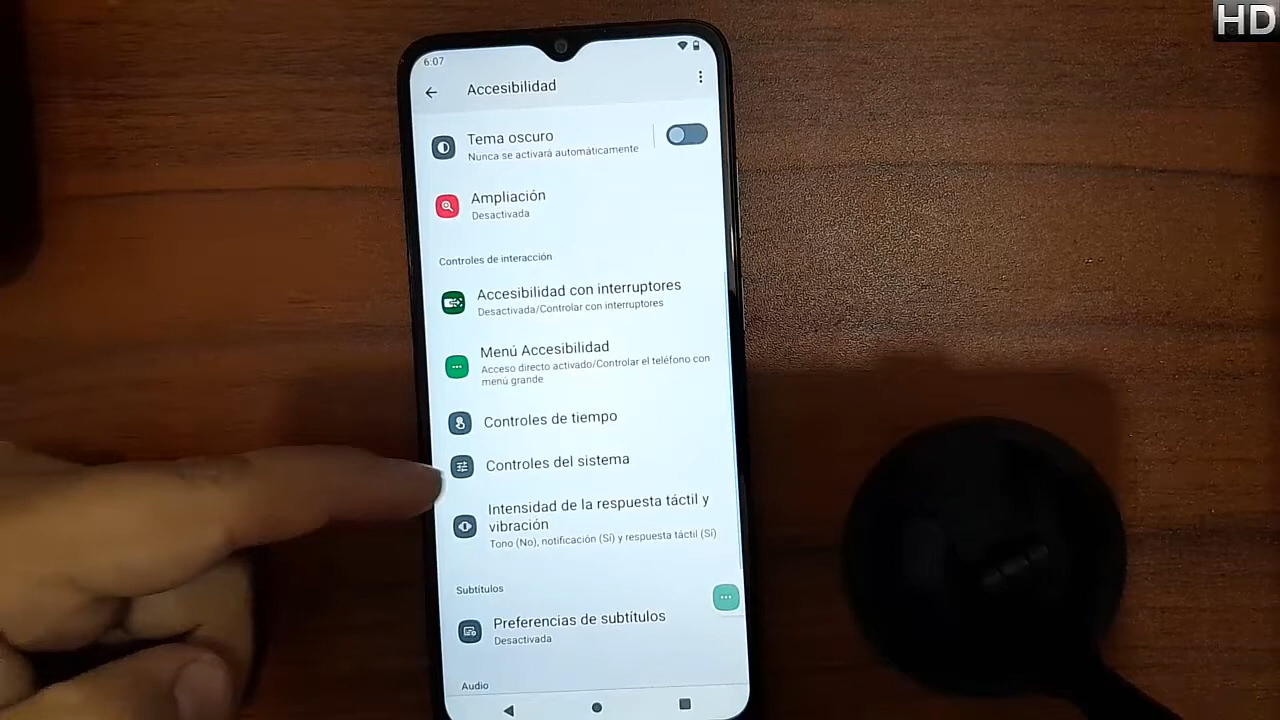 HD
6:07
Accesibilidad
Tema oscuro
Nunca se activará automáticamente
Ampliación
Desactivada
Controles de interacción
Accesibilidad con interruptores
Desactivada/Controlar con interruptores
Menú Accesibilidad
Acceso directo activado/Controlar el teléfono con
menú grande
Controles de tiempo
Controles del sistema
Intensidad de la respuesta táctil y
vibración
Tono (No), notificación (Sí) y respuesta táctil (Sí)
Subtítulos
Preferencias de subtítulos
Desactivada
Audio